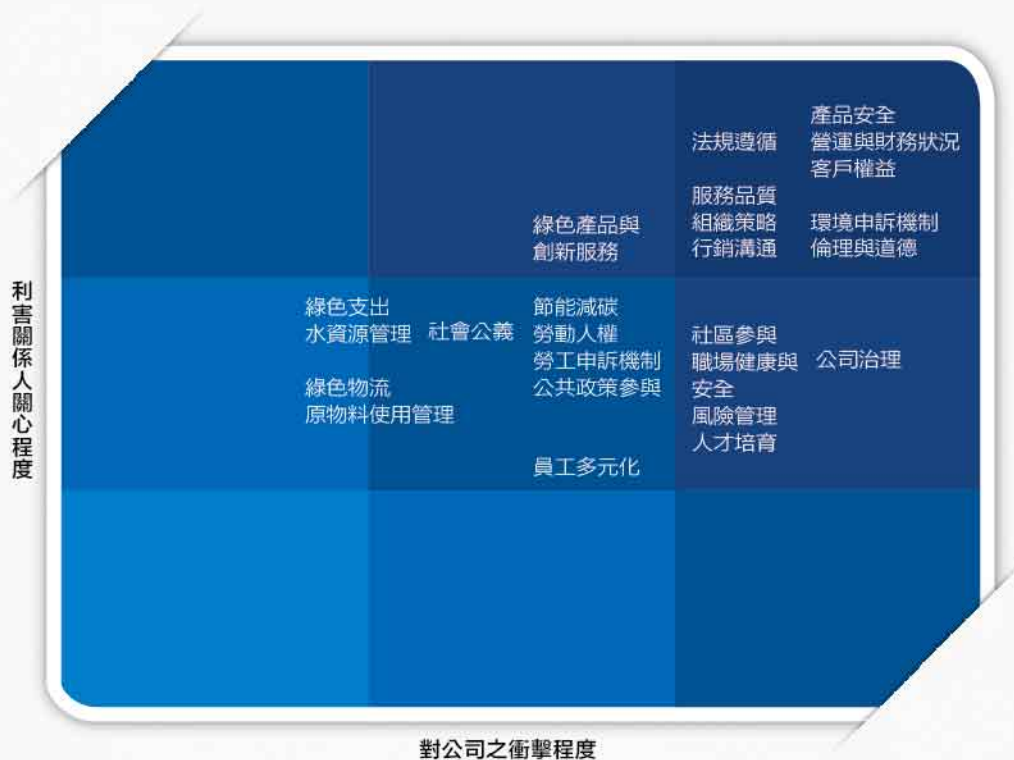 利害關係人關心程度
產品安全
法規遵循
營運與財務狀況
客戶權益
服務品質
綠色產品與
組織策略
環境申訴機制
創新服務
行銷溝通
倫理與道德
綠色支出
水資源管理
社會公義
節能減碳
勞動人權
勞工申訴機制
公共政策參與
社區參與
職場健康與
安全
公司治理
綠色物流
原物料使用管理
風險管理
人才培育
員工多元化
對公司之衝擊程度